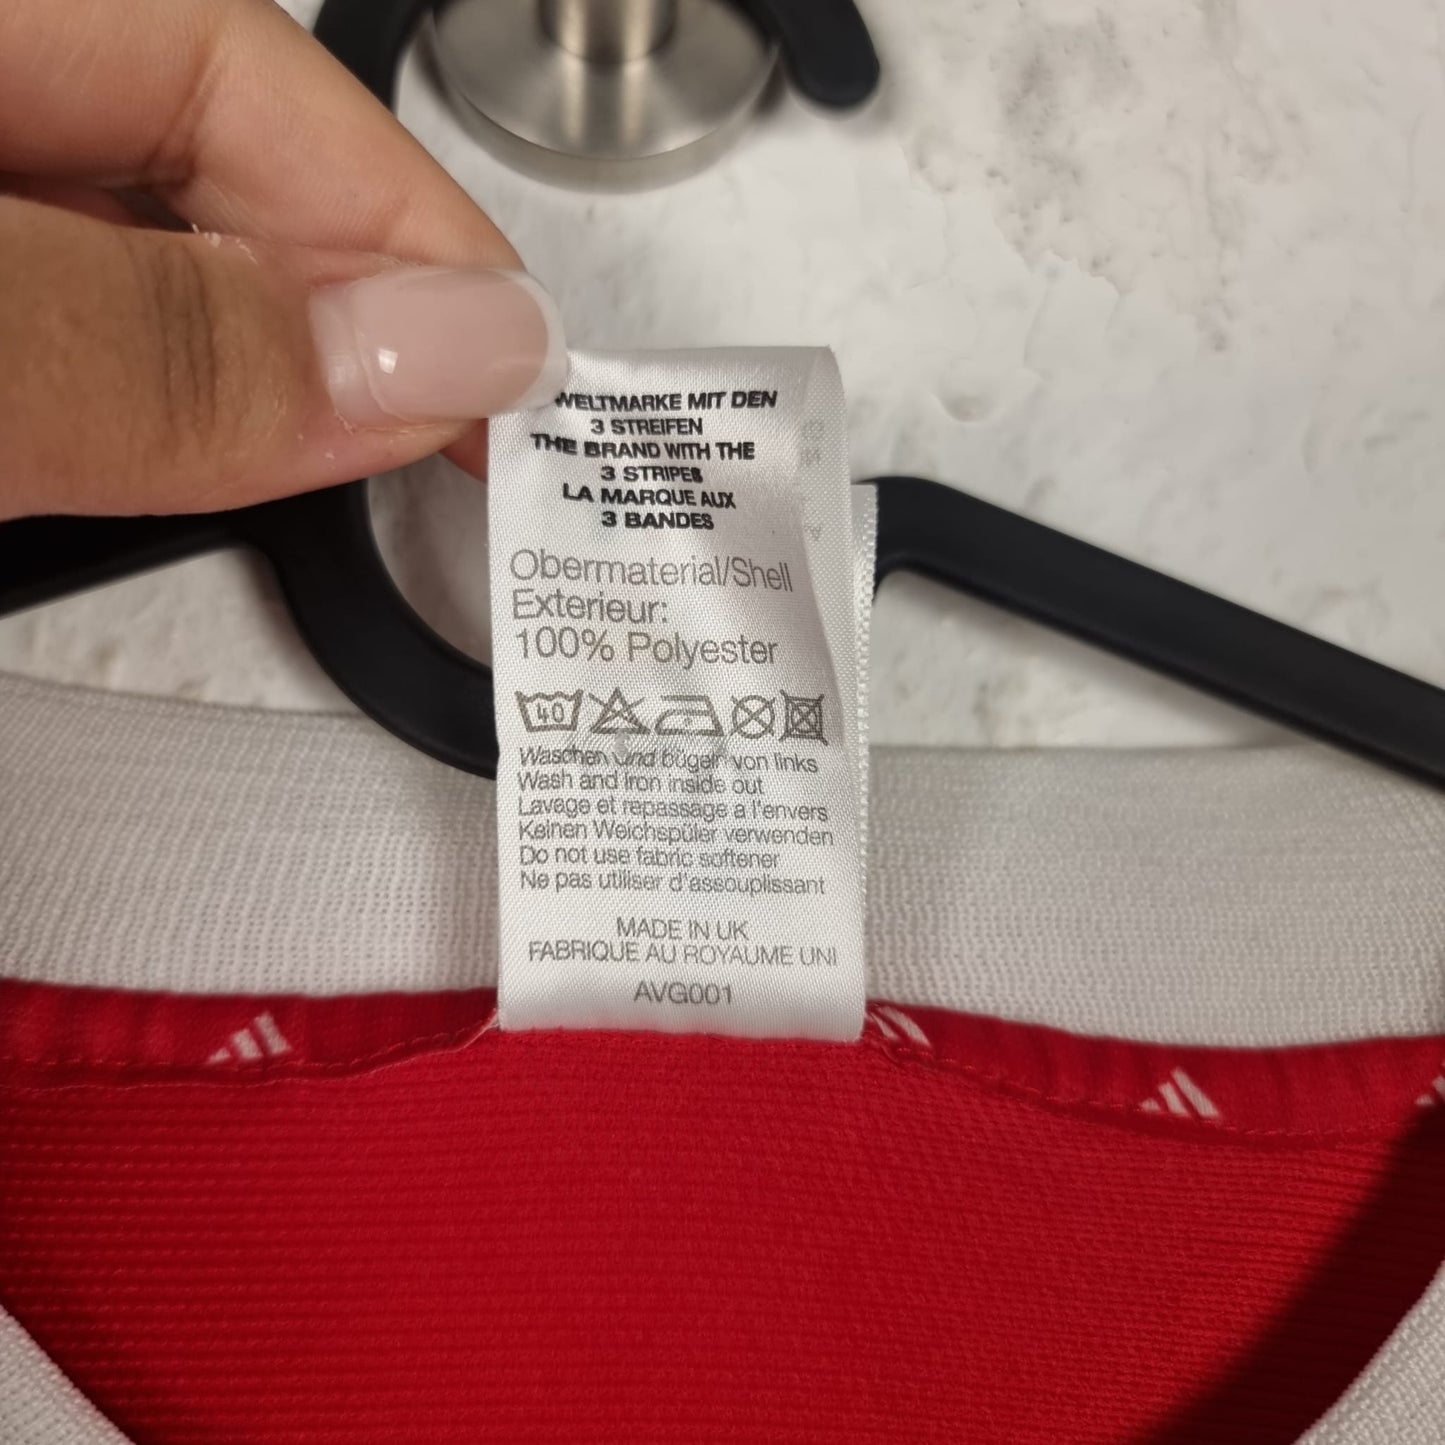 WELTMARKE MIT DEN
3 STREIFEN
THE BRAND WITH THE
3 STRIPES
LA MARQUE AUX
3 BANDES
Obermaterial/Shell
Exterieur:
100% Polyester
40
Waschen und bügeln von links
Wash and iron inside out
Lavage et repassage a l'envers
Keinen Weichspüler verwenden
Do not use fabric softener
Ne pas utiliser d'assouplissant
MADE IN UK
FABRIQUE AU ROYAUME UNI
AVG001